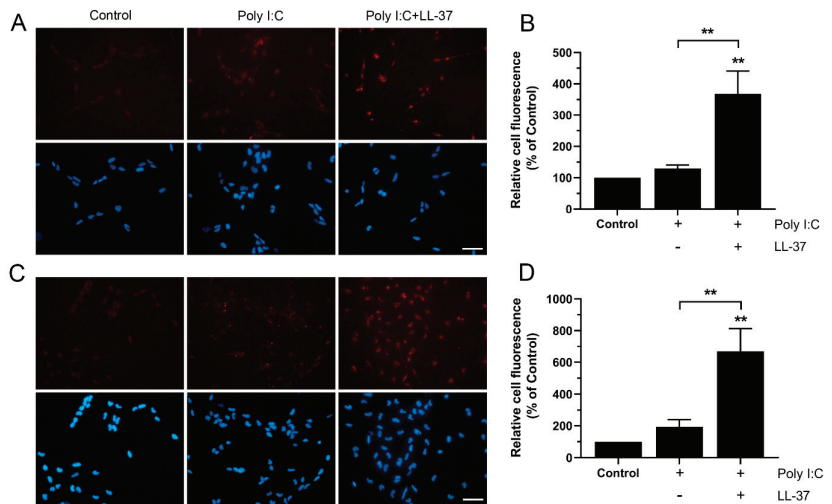 A
Control
Poly I:C
Poly I:C+LL-37
B
Relative cell fluorescence
(% of Control)
500
400
300
200
100
0
**
**
Control + + Poly I:C
- + LL-37
C
D
Relative cell fluorescence
(% of Control)
1000
800
600
400
200
0
**
**
Control + + Poly I:C
- + LL-37